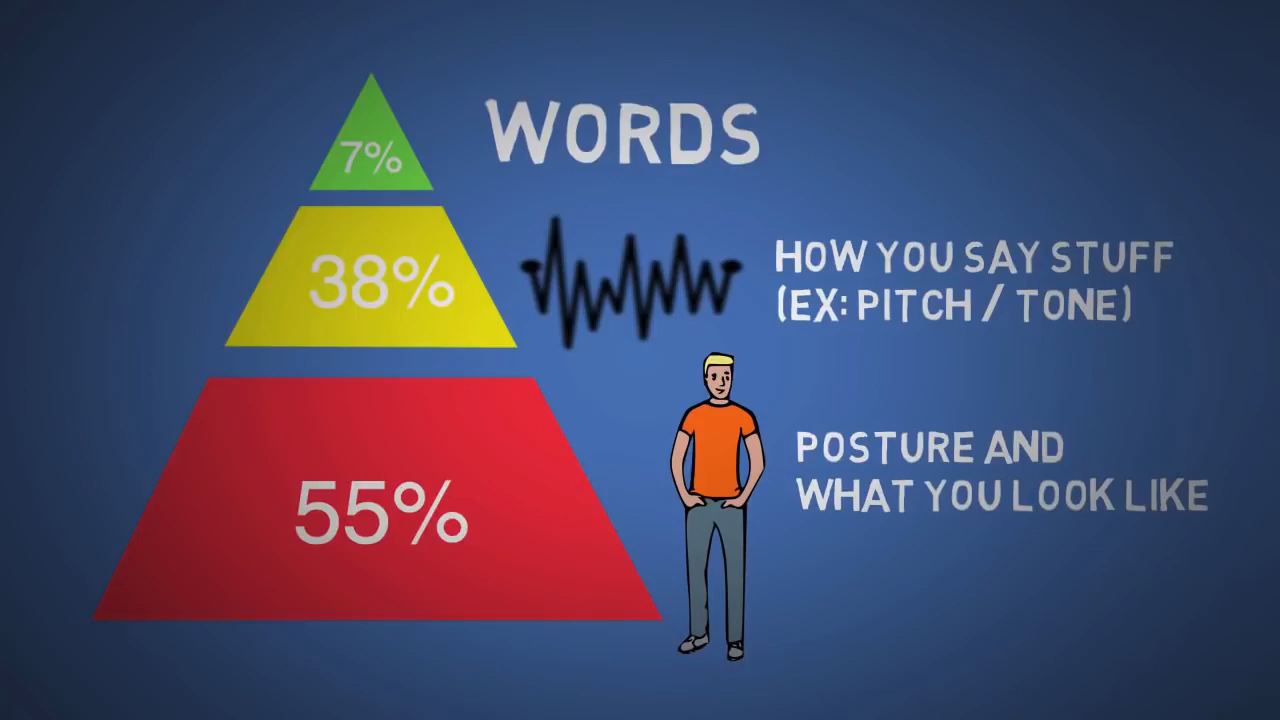 7%
WORDS
38%
HOW YOU SAY STUFF
(EX: PITCH / TONE)
55%
POSTURE AND
WHAT YOU LOOK LIKE